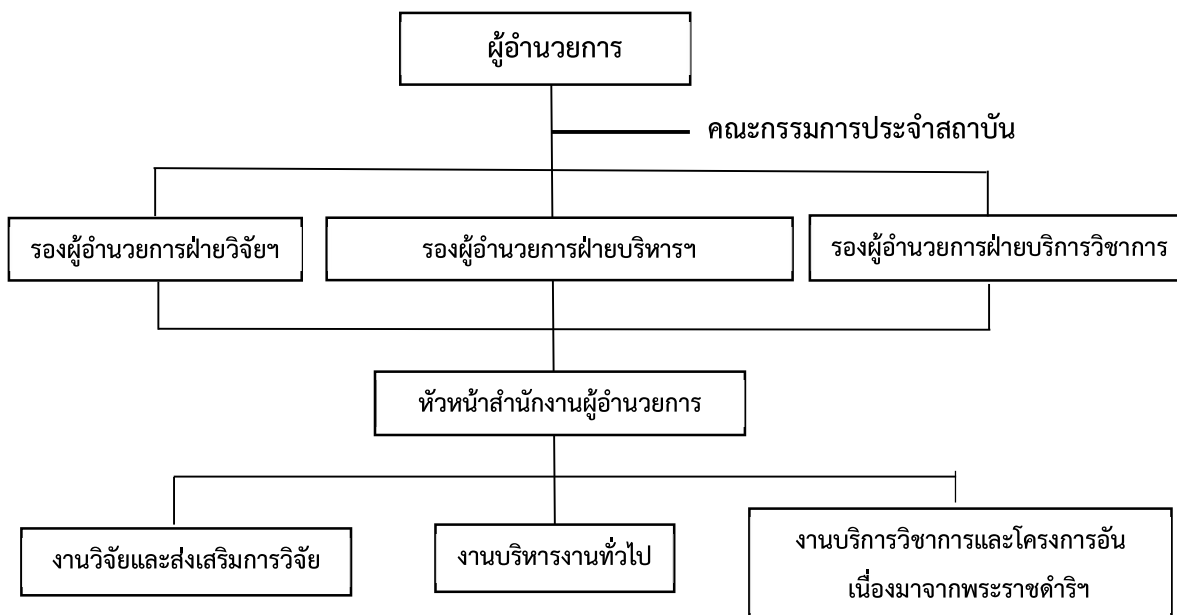 ผู้อำนวยการ
คณะกรรมการประจำสถาบัน
รองผู้อำนวยการฝ่ายวิจัยฯ
รองผู้อำนวยการฝ่ายบริหารฯ
รองผู้อำนวยการฝ่ายบริการวิชาการ
หัวหน้าสำนักงานผู้อำนวยการ
งานวิจัยและส่งเสริมการวิจัย
งานบริหารงานทั่วไป
งานบริการวิชาการและโครงการอัน
เนื่องมาจากพระราชดำริฯ